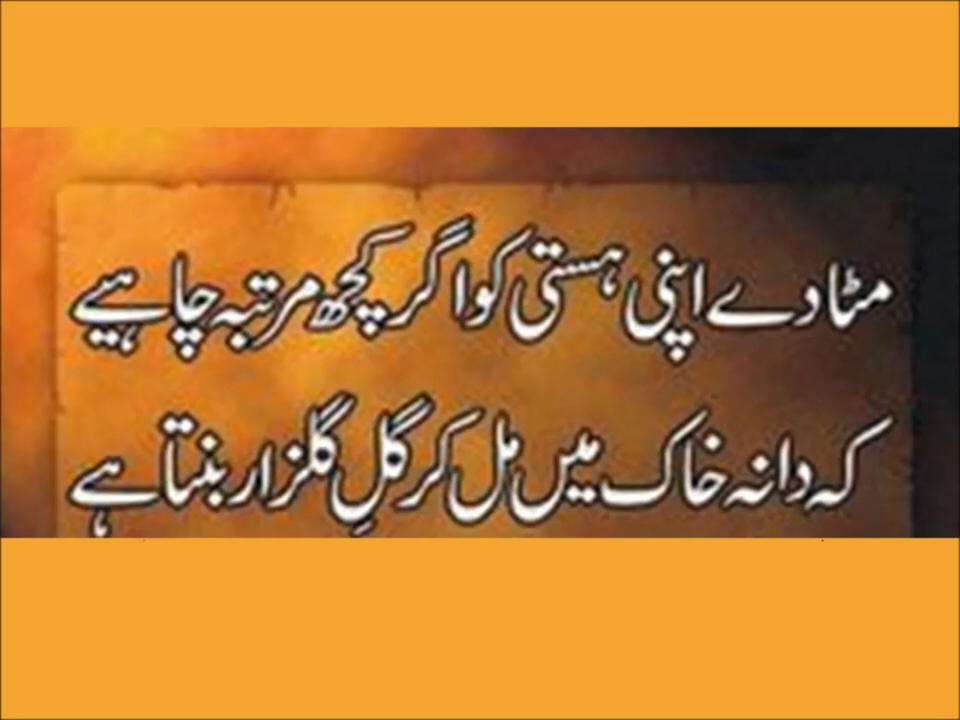 مٹا دے اپنی ہستی کو اگر کچھ مرتبہ چاہیے
کہ دانہ خاک میں مل کر گلِ گلزار بنتا ہے